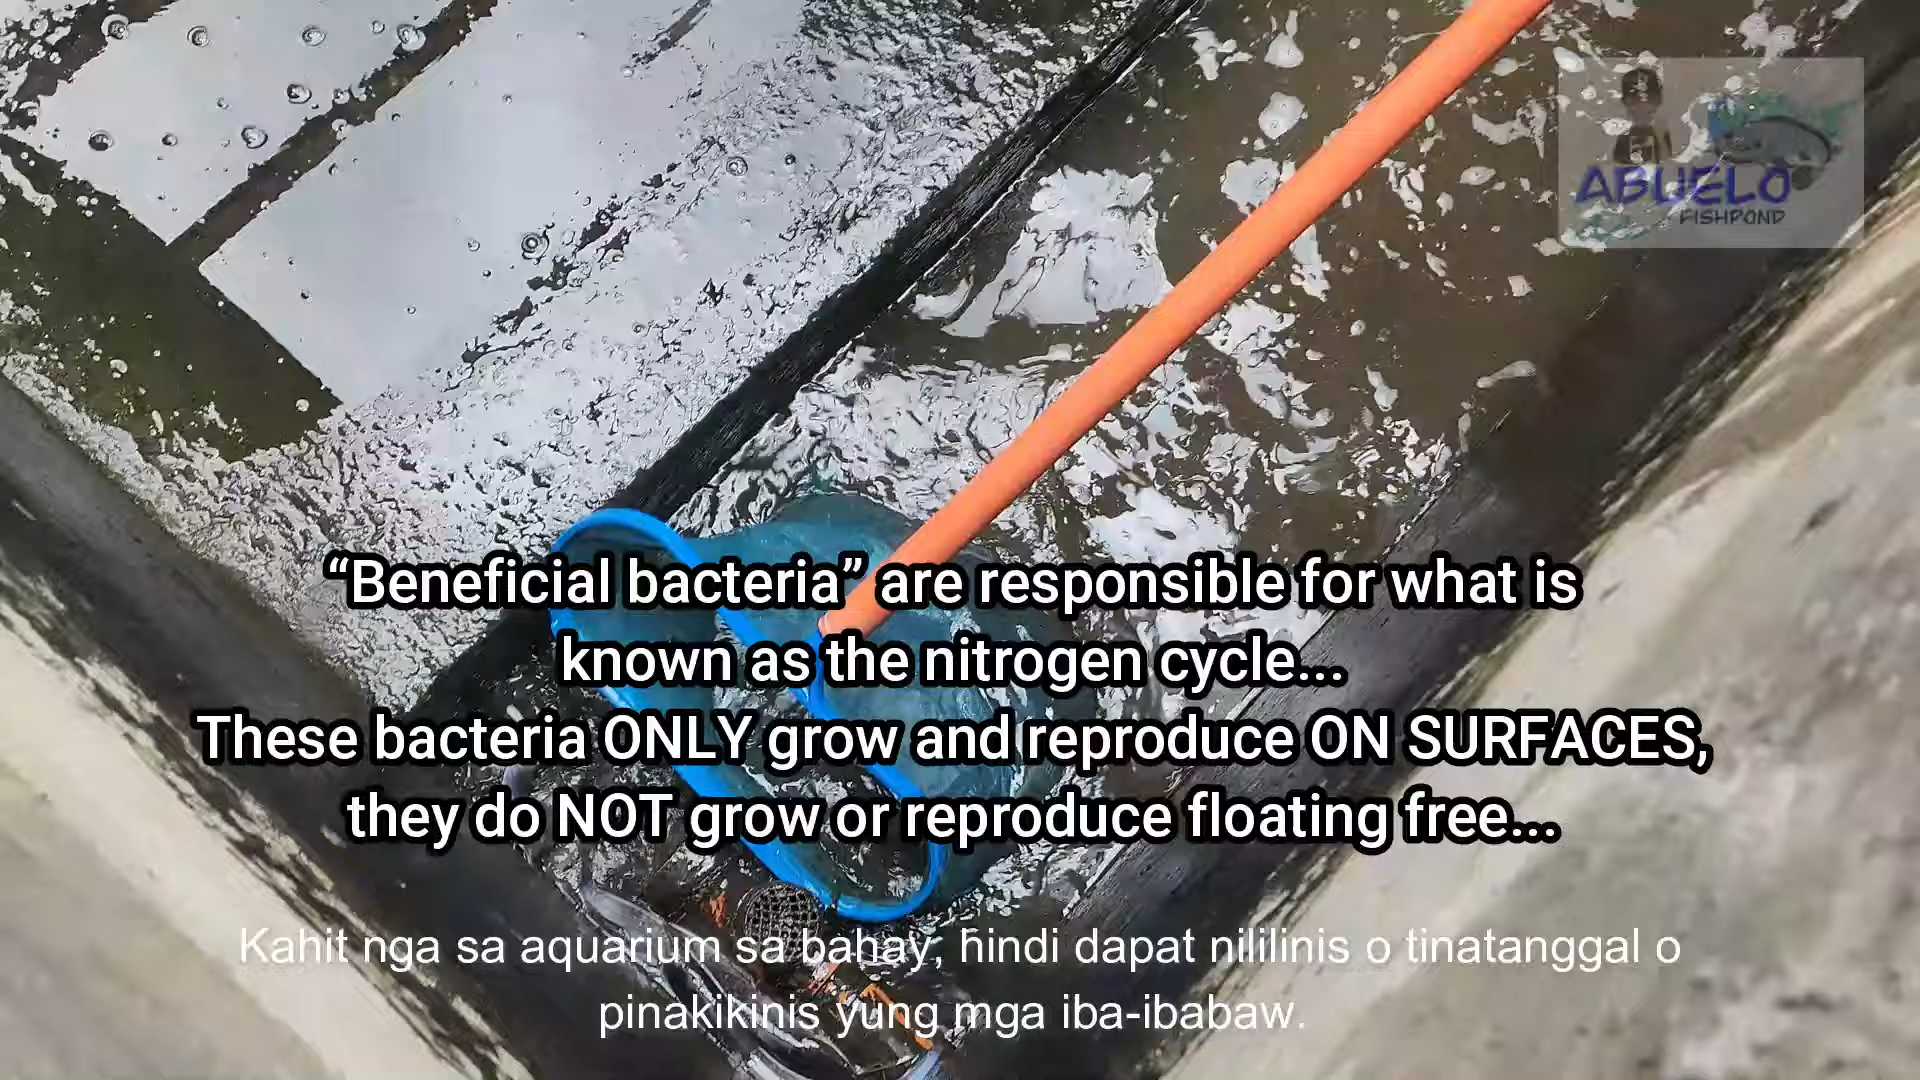 ABUELO
FISHPOND
“Beneficial bacteria” are responsible for what is
known as the nitrogen cycle...
These bacteria ONLY grow and reproduce ON SURFACES,
they do NOT grow or reproduce floating free...
Kahit nga sa aquarium sa bahay, hindi dapat nililinis o tinatanggal o
pinakikinis yung mga iba-ibabaw.